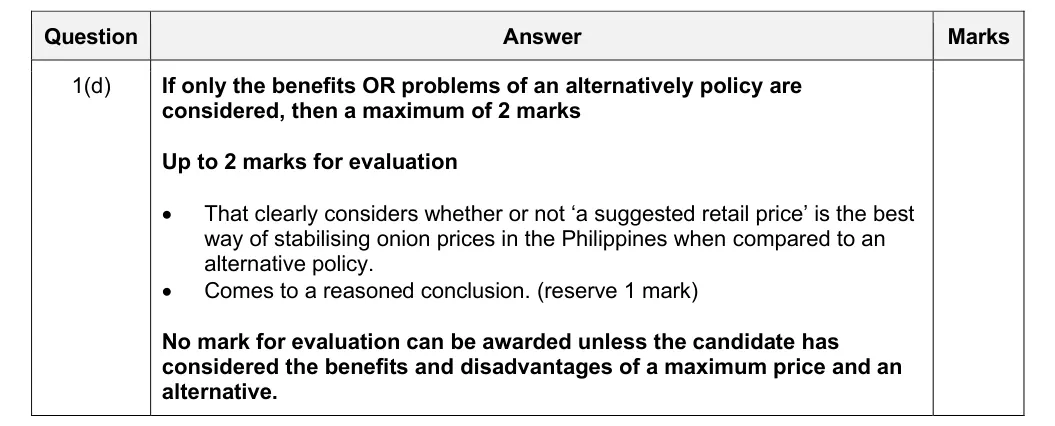 Question Answer Marks
1(d) If only the benefits OR problems of an alternatively policy are
considered, then a maximum of 2 marks
Up to 2 marks for evaluation
• That clearly considers whether or not ‘a suggested retail price’ is the best
way of stabilising onion prices in the Philippines when compared to an
alternative policy.
• Comes to a reasoned conclusion. (reserve 1 mark)
No mark for evaluation can be awarded unless the candidate has
considered the benefits and disadvantages of a maximum price and an
alternative.